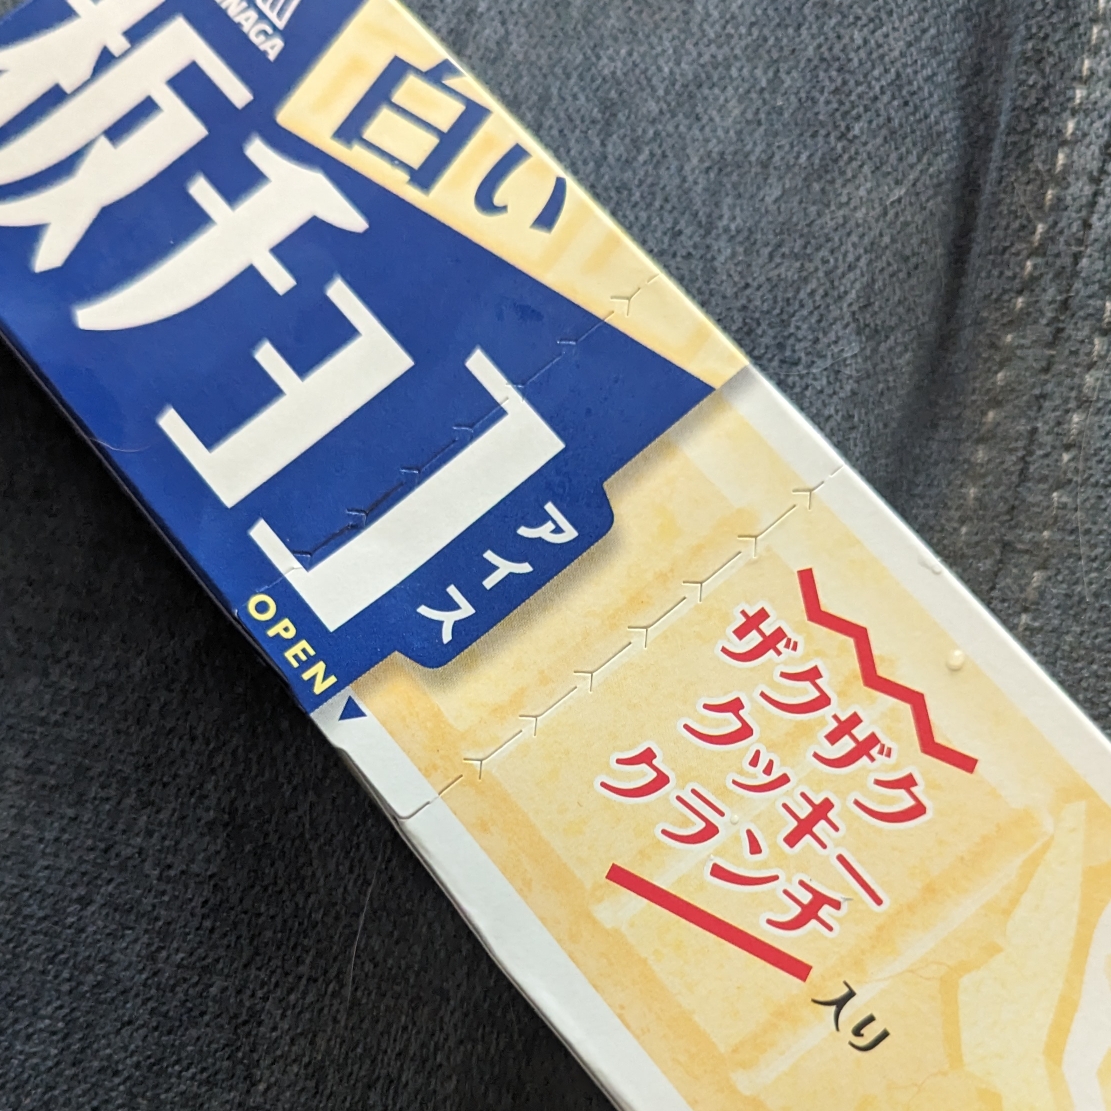 白い
板チョコ
アイス
OPEN
ザクザク
クッキー
クランチ
入り